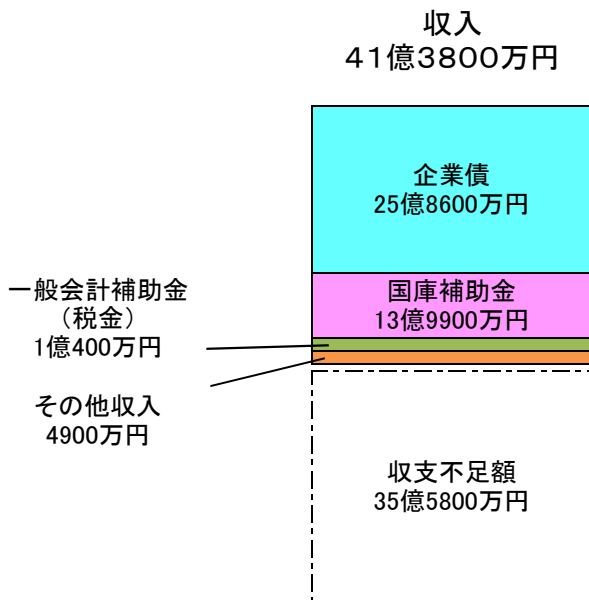 収入
４１億３８００万円
企業債
25億8600万円
国庫補助金
13億9900万円
一般会計補助金
（税金）
1億400万円
その他収入
4900万円
収支不足額
35億5800万円